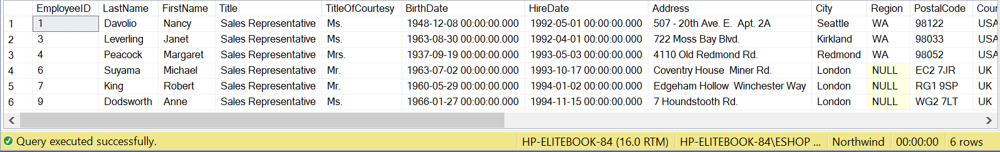 EmployeeID LastName FirstName Title TitleOfCourtesy BirthDate HireDate Address City Region PostalCode Cour
1 1 Davolio Nancy Sales Representative Ms. 1948-12-08 00:00:00.000 1992-05-01 00:00:00.000 507 - 20th Ave. E.  Apt. 2A Seattle WA 98122 USA
2 3 Leverling Janet Sales Representative Ms. 1963-08-30 00:00:00.000 1992-04-01 00:00:00.000 722 Moss Bay Blvd. Kirkland WA 98033 USA
3 4 Peacock Margaret Sales Representative Mrs. 1937-09-19 00:00:00.000 1993-05-03 00:00:00.000 4110 Old Redmond Rd. Redmond WA 98052 USA
4 6 Suyama Michael Sales Representative Mr. 1963-07-02 00:00:00.000 1993-10-17 00:00:00.000 Coventry House  Miner Rd. London NULL EC2 7JR UK
5 7 King Robert Sales Representative Mr. 1960-05-29 00:00:00.000 1994-01-02 00:00:00.000 Edgeham Hollow  Winchester Way London NULL RG1 9SP UK
6 9 Dodsworth Anne Sales Representative Ms. 1966-01-27 00:00:00.000 1994-11-15 00:00:00.000 7 Houndstooth Rd. London NULL WG2 7LT UK
Query executed successfully. HP-ELITEBOOK-84 (16.0 RTM) HP-ELITEBOOK-84\ESHOP ... Northwind 00:00:00 6 rows